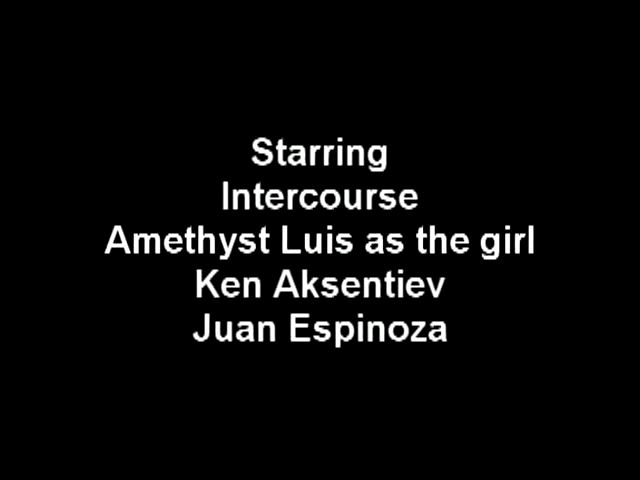 Starring
Intercourse
Amethyst Luis as the girl
Ken Aksentiev
Juan Espinoza